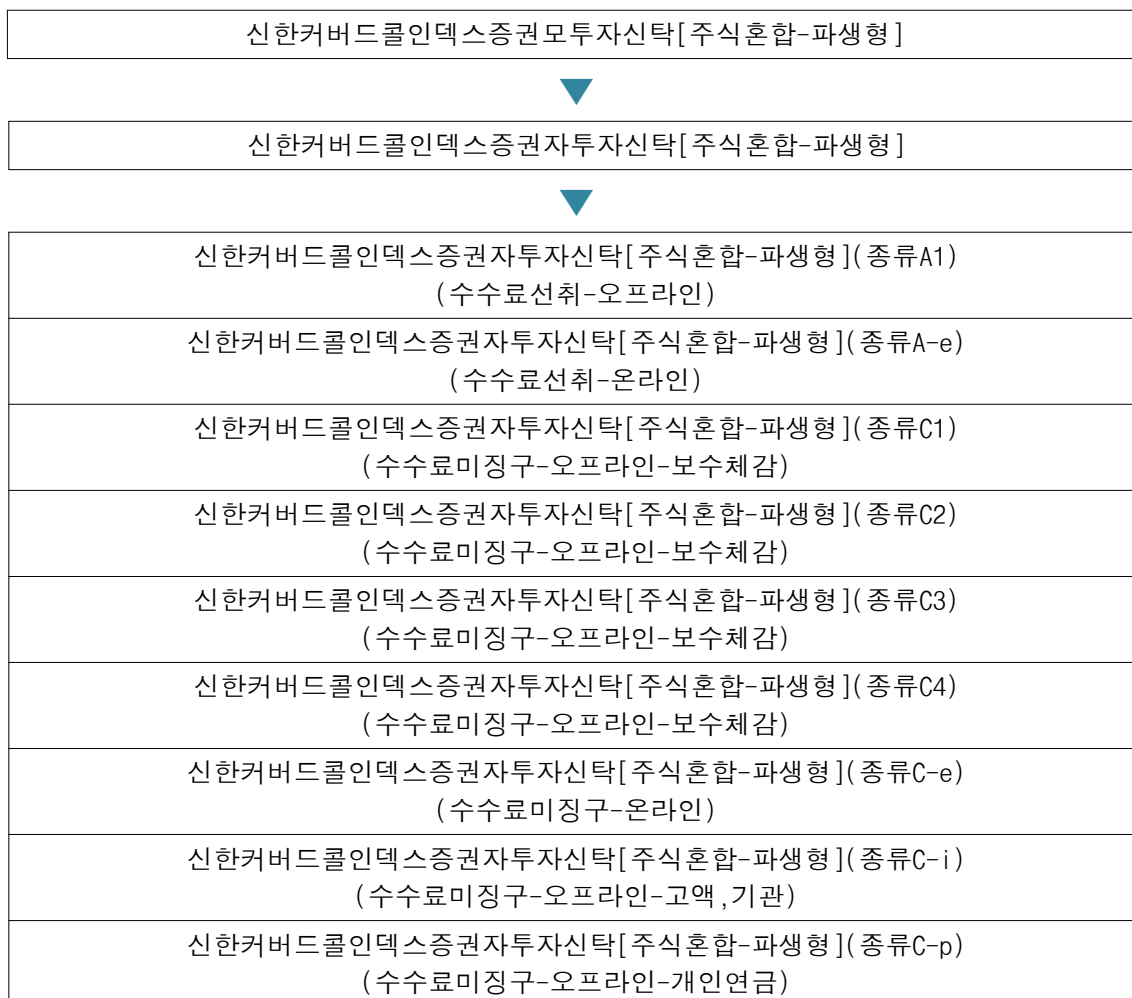 신한커버드콜인덱스증권모투자신탁[주식혼합-파생형]
신한커버드콜인덱스증권자투자신탁[주식혼합-파생형]
신한커버드콜인덱스증권자투자신탁[주식혼합-파생형](종류A1)
(수수료선취-오프라인)
신한커버드콜인덱스증권자투자신탁[주식혼합-파생형](종류A-e)
(수수료선취-온라인)
신한커버드콜인덱스증권자투자신탁[주식혼합-파생형](종류C1)
(수수료미징구-오프라인-보수체감)
신한커버드콜인덱스증권자투자신탁[주식혼합-파생형](종류C2)
(수수료미징구-오프라인-보수체감)
신한커버드콜인덱스증권자투자신탁[주식혼합-파생형](종류C3)
(수수료미징구-오프라인-보수체감)
신한커버드콜인덱스증권자투자신탁[주식혼합-파생형](종류C4)
(수수료미징구-오프라인-보수체감)
신한커버드콜인덱스증권자투자신탁[주식혼합-파생형](종류C-e)
(수수료미징구-온라인)
신한커버드콜인덱스증권자투자신탁[주식혼합-파생형](종류C-i)
(수수료미징구-오프라인-고액,기관)
신한커버드콜인덱스증권자투자신탁[주식혼합-파생형](종류C-p)
(수수료미징구-오프라인-개인연금)